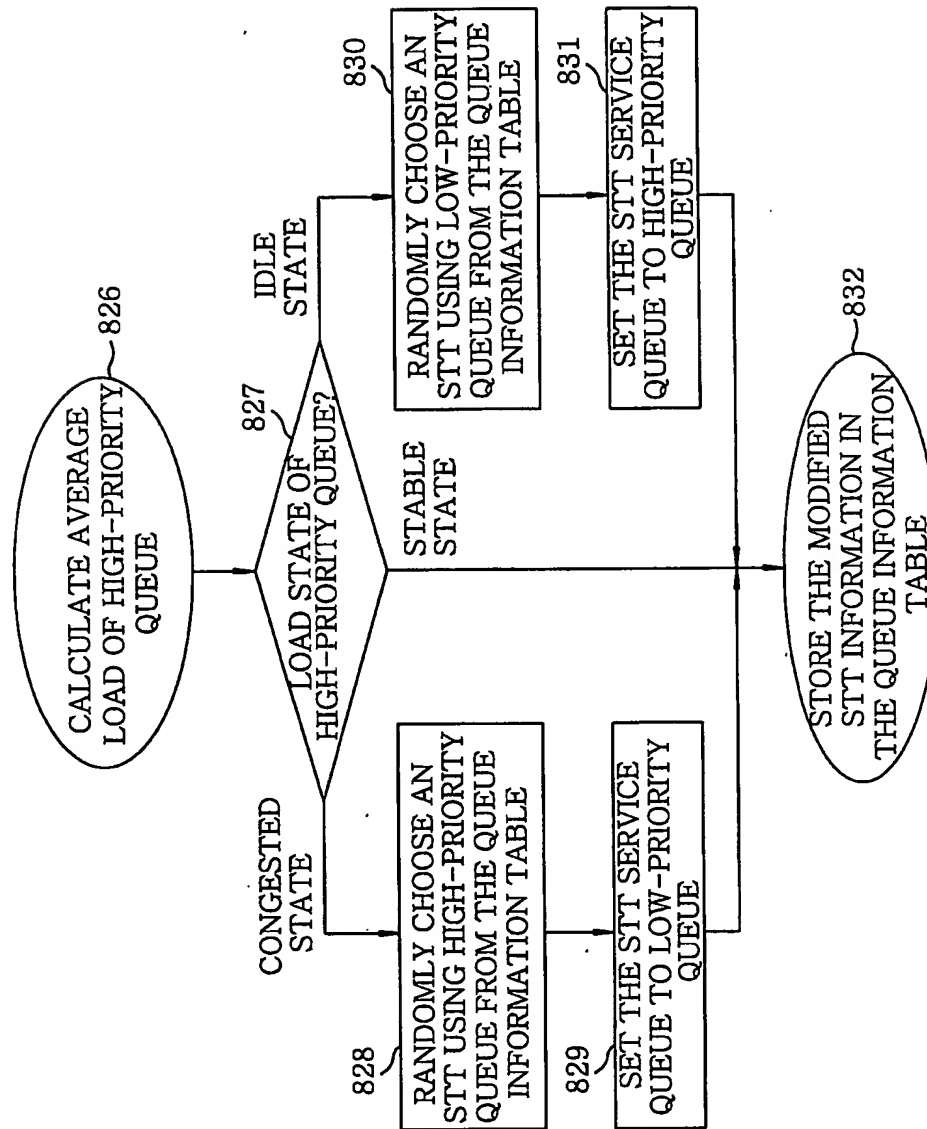 CALCULATE AVERAGE
LOAD OF HIGH-PRIORITY
QUEUE
826
827
LOAD STATE OF
HIGH-PRIORITY QUEUE?
CONGESTED
STATE
STABLE
STATE
IDLE
STATE
828
RANDOMLY CHOOSE AN
STT USING HIGH-PRIORITY
QUEUE FROM THE QUEUE
INFORMATION TABLE
830
RANDOMLY CHOOSE AN
STT USING LOW-PRIORITY
QUEUE FROM THE QUEUE
INFORMATION TABLE
829
SET THE STT SERVICE
QUEUE TO LOW-PRIORITY
QUEUE
831
SET THE STT SERVICE
QUEUE TO HIGH-PRIORITY
QUEUE
832
STORE THE MODIFIED
STT INFORMATION IN
THE QUEUE INFORMATION
TABLE